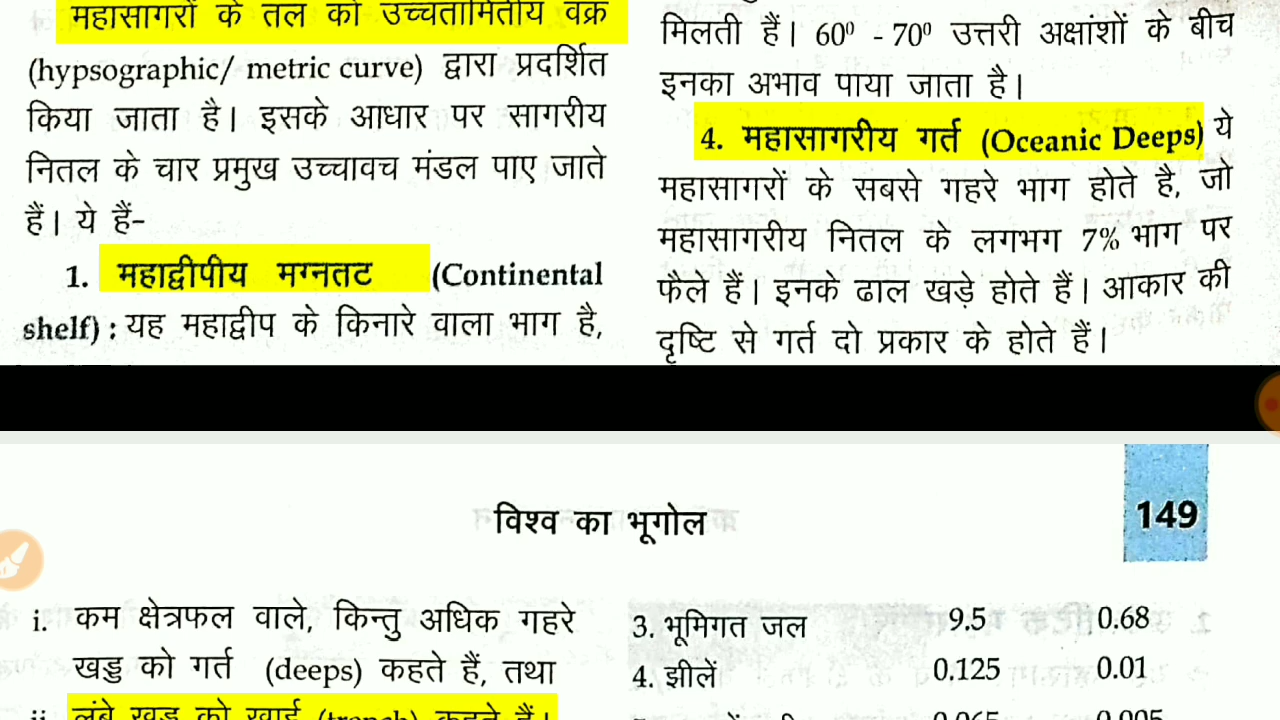 महासागरों के तल को उच्चतामितीय वक्र
(hypsographic/ metric curve) द्वारा प्रदर्शित
किया जाता है। इसके आधार पर सागरीय
नितल के चार प्रमुख उच्चावच मंडल पाए जाते
हैं। ये हैं-
1. महाद्वीपीय मग्नतट (Continental
shelf) : यह महाद्वीप के किनारे वाला भाग है,
मिलती हैं। 60⁰ - 70⁰ उत्तरी अक्षांशों के बीच
इनका अभाव पाया जाता है।
4. महासागरीय गर्त (Oceanic Deeps) ये
महासागरों के सबसे गहरे भाग होते है, जो
महासागरीय नितल के लगभग 7% भाग पर
फैले हैं। इनके ढाल खड़े होते हैं। आकार की
दृष्टि से गर्त दो प्रकार के होते हैं।
विश्व का भूगोल
149
i. कम क्षेत्रफल वाले, किन्तु अधिक गहरे
खड्ड को गर्त (deeps) कहते हैं, तथा
ii. लंबे खड्ड को खाई (trench) कहते हैं।
3. भूमिगत जल 9.5 0.68
4. झीलें 0.125 0.01
0.065 0.005